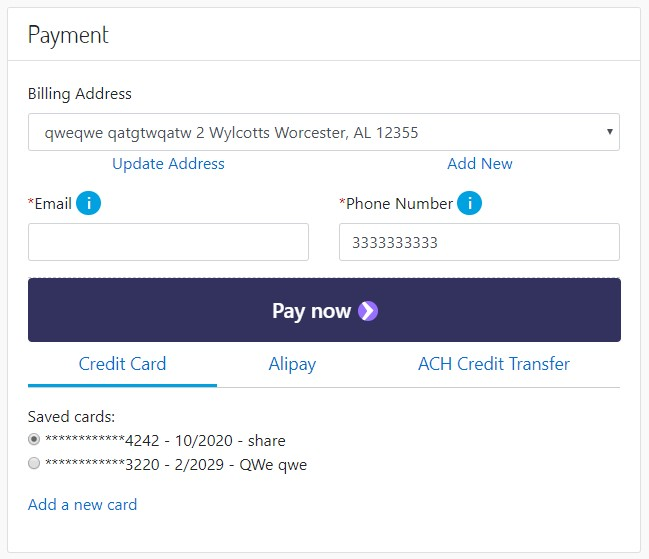 Payment
Billing Address
qweqwe qatgtwqatw 2 Wylcotts Worcester, AL 12355
Update Address Add New
*Email i *Phone Number i
3333333333
Pay now
Credit Card Alipay ACH Credit Transfer
Saved cards:
************4242 - 10/2020 - share
************3220 - 2/2029 - QWe qwe
Add a new card